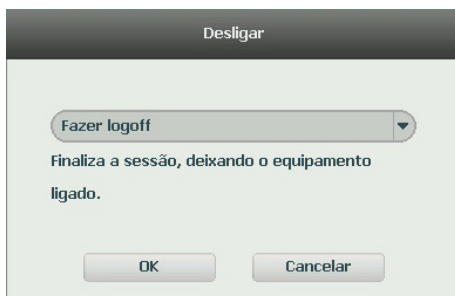 Desligar
Fazer logoff
Finaliza a sessão, deixando o equipamento
ligado.
OK
Cancelar